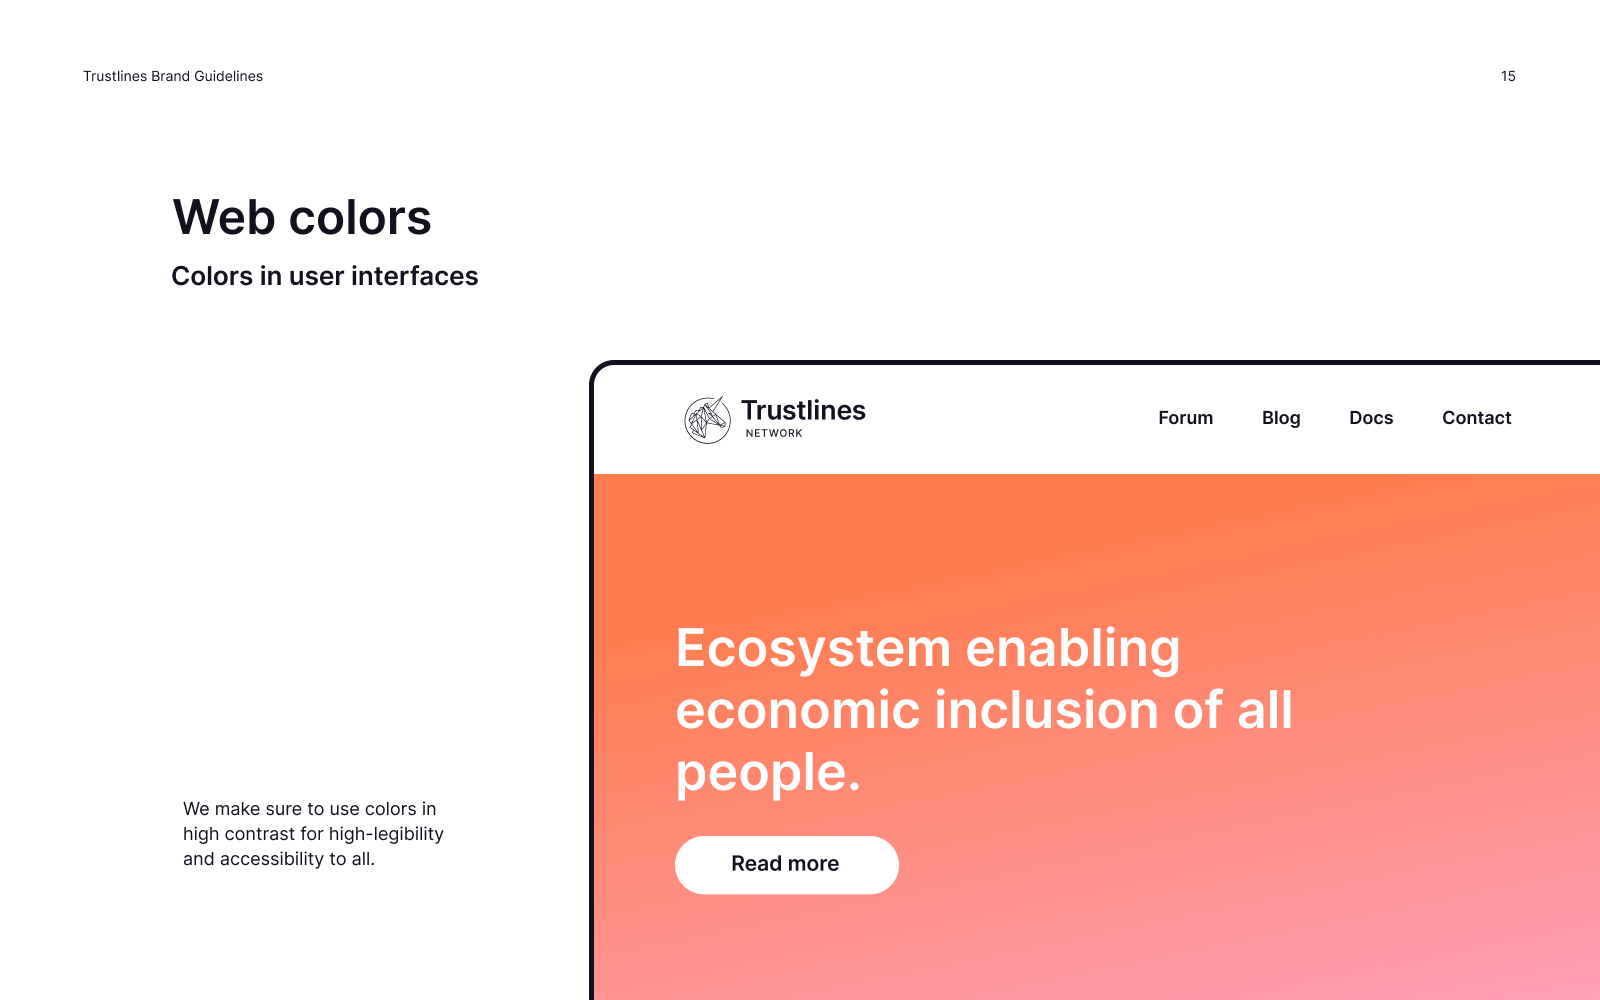 Trustlines Brand Guidelines
15
Web colors
Colors in user interfaces
Trustlines
NETWORK
Forum
Blog
Docs
Contact
Ecosystem enabling
economic inclusion of all
people.
Read more
We make sure to use colors in
high contrast for high-legibility
and accessibility to all.